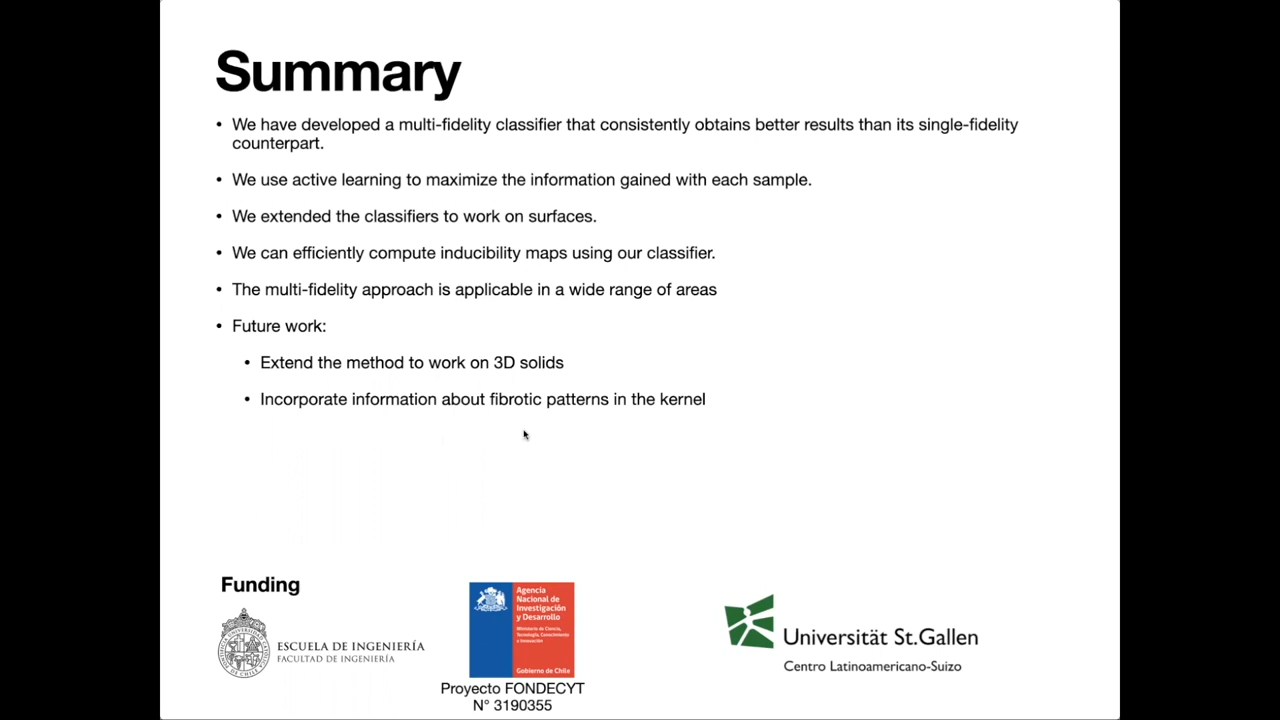 Summary
• We have developed a multi-fidelity classifier that consistently obtains better results than its single-fidelity
counterpart.
• We use active learning to maximize the information gained with each sample.
• We extended the classifiers to work on surfaces.
• We can efficiently compute inducibility maps using our classifier.
• The multi-fidelity approach is applicable in a wide range of areas
• Future work:
• Extend the method to work on 3D solids
• Incorporate information about fibrotic patterns in the kernel
Funding
ESCUELA DE INGENIERÍA
FACULTAD DE INGENIERÍA
Agencia
Nacional de
Investigación
y Desarrollo
Ministerio de Ciencia,
Tecnología, Conocimiento
e Innovación
Gobierno de Chile
Proyecto FONDECYT
N° 3190355
Universität St.Gallen
Centro Latinoamericano-Suizo